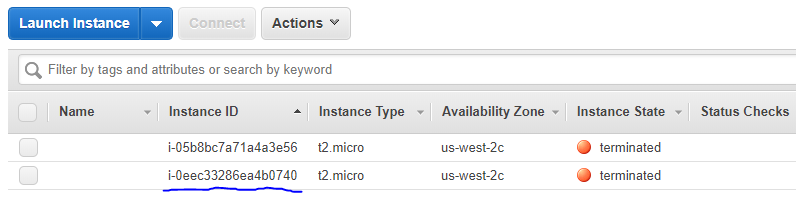 Launch Instance Connect Actions
Filter by tags and attributes or search by keyword
Name Instance ID Instance Type Availability Zone Instance State Status Checks
i-05b8bc7a71a4a3e56 t2.micro us-west-2c terminated
i-0eec33286ea4b0740 t2.micro us-west-2c terminated